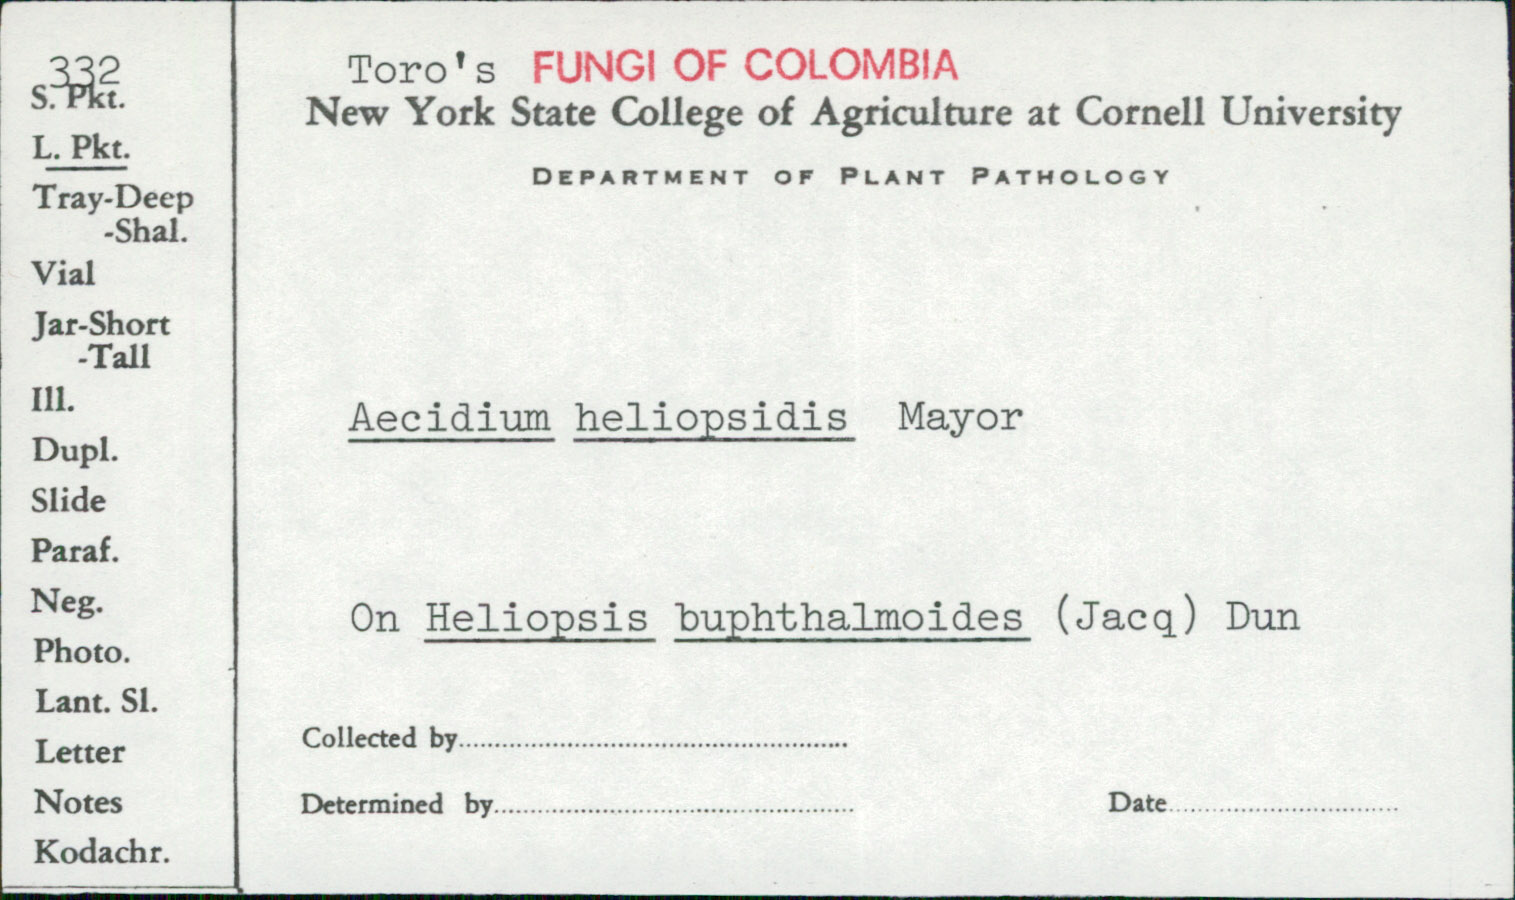 332
S. Pkt.
L. Pkt.
Tray-Deep
-Shal.
Vial
Jar-Short
-Tall
Ill.
Dupl.
Slide
Paraf.
Neg.
Photo.
Lant. Sl.
Letter
Notes
Kodachr.
Toro's FUNGI OF COLOMBIA
New York State College of Agriculture at Cornell University
DEPARTMENT OF PLANT PATHOLOGY
Aecidium heliopsidis Mayor
On Heliopsis buphthalmoides (Jacq) Dun
Collected by
Determined by
Date